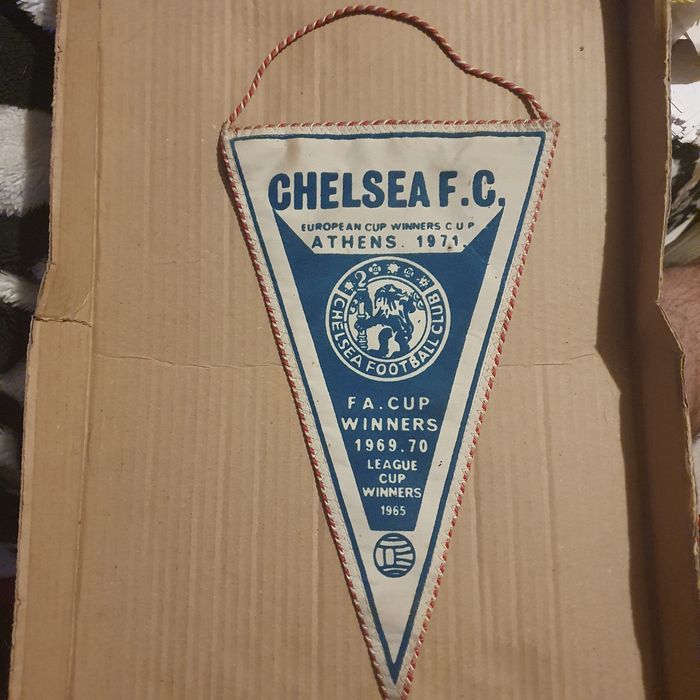 CHELSEA F.C.
EUROPEAN CUP WINNERS CUP
ATHENS. 1971.
CHELSEA FOOTBALL CLUB
F A. CUP
WINNERS
1969.70
LEAGUE
CUP
WINNERS
1965